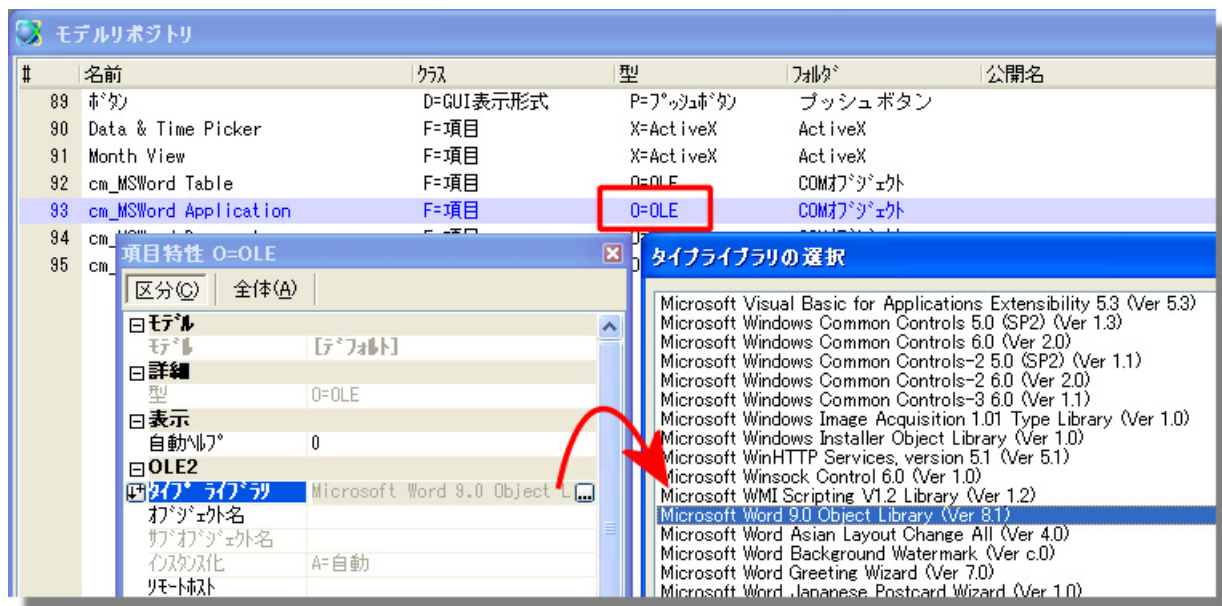 モデルリポジトリ
# 名前 クラス 型 フォルダ 公開名
89 ボタン D=GUI表示形式 P=プッシュボタン プッシュボタン
90 Data & Time Picker F=項目 X=ActiveX ActiveX
91 Month View F=項目 X=ActiveX ActiveX
92 cm_MSWord Table F=項目 O=OLE COMオブジェクト
93 cm_MSWord Application F=項目 O=OLE COMオブジェクト
94 cm_
95 cm_
項目特性 O=OLE
区分(C) 全体(A)
モデル
モデル [デフォルト]
詳細
型 O=OLE
表示
自動ヘルプ 0
OLE2
タイプ ライブラリ Microsoft Word 9.0 Object L ...
オブジェクト名
サブオブジェクト名
インスタンス化 A=自動
リモートホスト
タイプライブラリの選択
Microsoft Visual Basic for Applications Extensibility 5.3 (Ver 5.3)
Microsoft Windows Common Controls 5.0 (SP2) (Ver 1.3)
Microsoft Windows Common Controls 6.0 (Ver 2.0)
Microsoft Windows Common Controls-2 5.0 (SP2) (Ver 1.1)
Microsoft Windows Common Controls-2 6.0 (Ver 2.0)
Microsoft Windows Common Controls-3 6.0 (Ver 1.1)
Microsoft Windows Image Acquisition 1.01 Type Library (Ver 1.0)
Microsoft Windows Installer Object Library (Ver 1.0)
Microsoft WinHTTP Services, version 5.1 (Ver 5.1)
Microsoft Winsock Control 6.0 (Ver 1.0)
Microsoft WMI Scripting V1.2 Library (Ver 1.2)
Microsoft Word 9.0 Object Library (Ver 8.1)
Microsoft Word Asian Layout Change All (Ver 4.0)
Microsoft Word Background Watermark (Ver c.0)
Microsoft Word Greeting Wizard (Ver 7.0)
Microsoft Word Japanese Postcard Wizard (Ver 1.0)